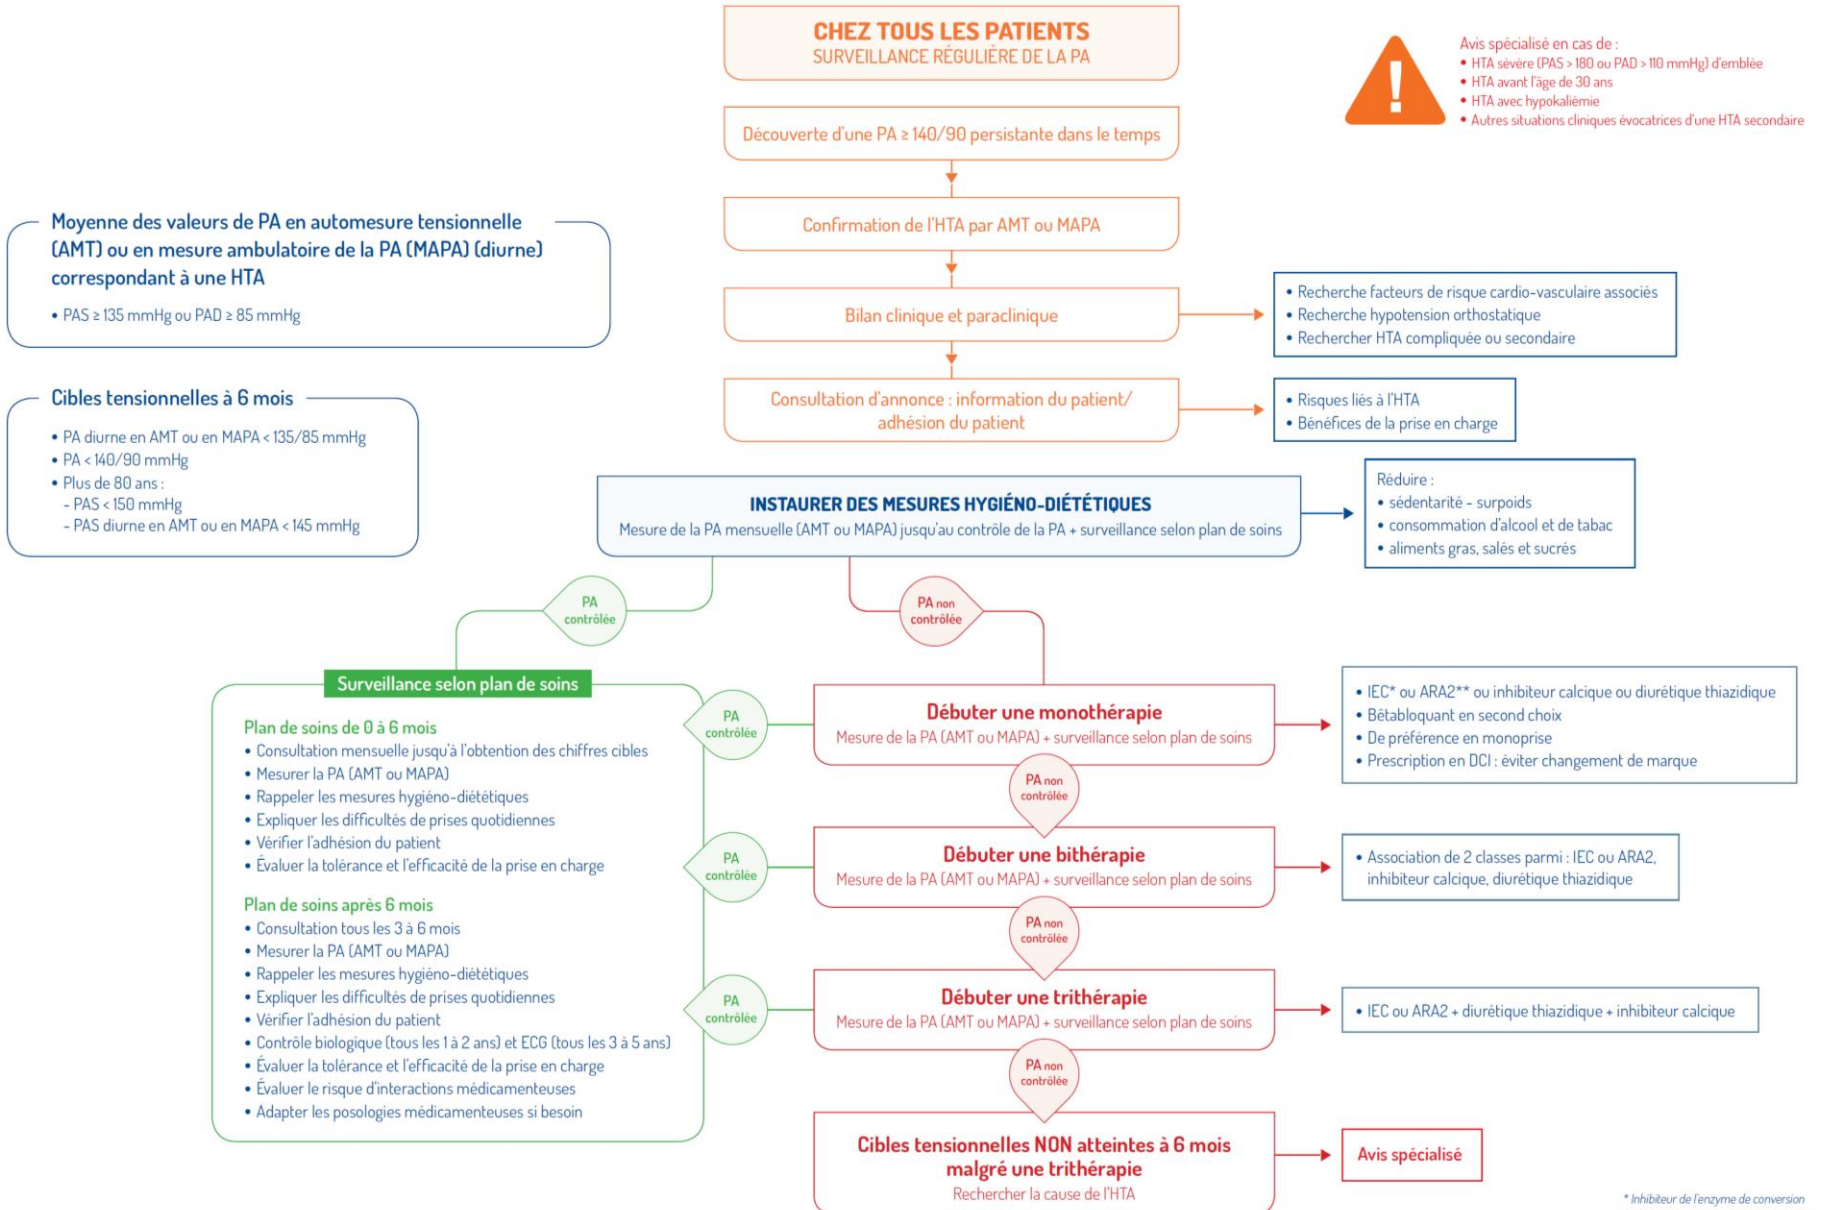 CHEZ TOUS LES PATIENTS
SURVEILLANCE RÉGULIÈRE DE LA PA
Avis spécialisé en cas de :
• HTA sévère (PAS > 180 ou PAD > 110 mmHg) d'emblée
• HTA avant l'âge de 30 ans
• HTA avec hypokaliémie
• Autres situations cliniques évocatrices d'une HTA secondaire
Découverte d'une PA ≥ 140/90 persistante dans le temps
Confirmation de l'HTA par AMT ou MAPA
Moyenne des valeurs de PA en automesure tensionnelle
(AMT) ou en mesure ambulatoire de la PA (MAPA) (diurne)
correspondant à une HTA
• PAS ≥ 135 mmHg ou PAD ≥ 85 mmHg
Bilan clinique et paraclinique
• Recherche facteurs de risque cardio-vasculaire associés
• Recherche hypotension orthostatique
• Rechercher HTA compliquée ou secondaire
Cibles tensionnelles à 6 mois
• PA diurne en AMT ou en MAPA < 135/85 mmHg
• PA < 140/90 mmHg
• Plus de 80 ans :
- PAS < 150 mmHg
- PAS diurne en AMT ou en MAPA < 145 mmHg
Consultation d'annonce : information du patient/
adhésion du patient
• Risques liés à l'HTA
• Bénéfices de la prise en charge
INSTAURER DES MESURES HYGIÉNO-DIÉTÉTIQUES
Mesure de la PA mensuelle (AMT ou MAPA) jusqu'au contrôle de la PA + surveillance selon plan de soins
Réduire :
• sédentarité - surpoids
• consommation d'alcool et de tabac
• aliments gras, salés et sucrés
PA
contrôlée
PA non
contrôlée
Surveillance selon plan de soins
Plan de soins de 0 à 6 mois
• Consultation mensuelle jusqu'à l'obtention des chiffres cibles
• Mesurer la PA (AMT ou MAPA)
• Rappeler les mesures hygiéno-diététiques
• Expliquer les difficultés de prises quotidiennes
• Vérifier l'adhésion du patient
• Évaluer la tolérance et l'efficacité de la prise en charge
Plan de soins après 6 mois
• Consultation tous les 3 à 6 mois
• Mesurer la PA (AMT ou MAPA)
• Rappeler les mesures hygiéno-diététiques
• Expliquer les difficultés de prises quotidiennes
• Vérifier l'adhésion du patient
• Contrôle biologique (tous les 1 à 2 ans) et ECG (tous les 3 à 5 ans)
• Évaluer la tolérance et l'efficacité de la prise en charge
• Évaluer le risque d'interactions médicamenteuses
• Adapter les posologies médicamenteuses si besoin
PA
contrôlée
Débuter une monothérapie
Mesure de la PA (AMT ou MAPA) + surveillance selon plan de soins
• IEC* ou ARA2** ou inhibiteur calcique ou diurétique thiazidique
• Bêtabloquant en second choix
• De préférence en monoprise
• Prescription en DCI : éviter changement de marque
PA non
contrôlée
PA
contrôlée
Débuter une bithérapie
Mesure de la PA (AMT ou MAPA) + surveillance selon plan de soins
• Association de 2 classes parmi : IEC ou ARA2,
inhibiteur calcique, diurétique thiazidique
PA non
contrôlée
PA
contrôlée
Débuter une trithérapie
Mesure de la PA (AMT ou MAPA) + surveillance selon plan de soins
• IEC ou ARA2 + diurétique thiazidique + inhibiteur calcique
PA non
contrôlée
Cibles tensionnelles NON atteintes à 6 mois
malgré une trithérapie
Rechercher la cause de l'HTA
Avis spécialisé
* Inhibiteur de l'enzyme de conversion